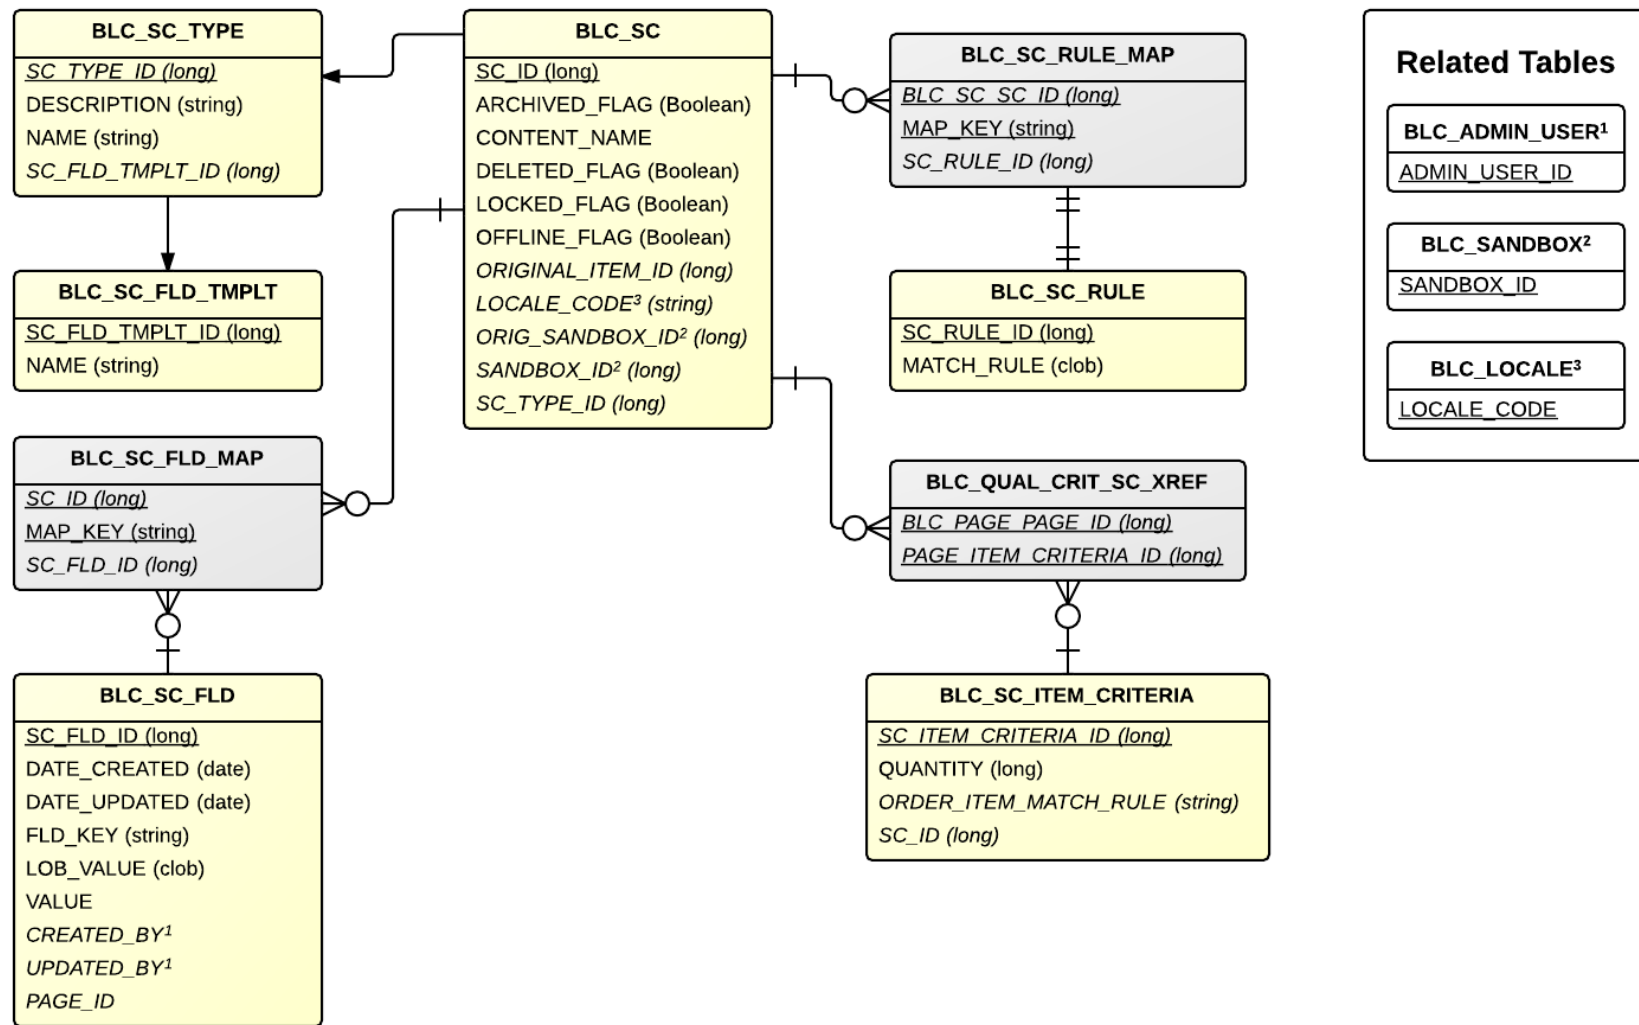 BLC_SC_TYPE
SC_TYPE_ID (long)
DESCRIPTION (string)
NAME (string)
SC_FLD_TMPLT_ID (long)
BLC_SC_FLD_TMPLT
SC_FLD_TMPLT_ID (long)
NAME (string)
BLC_SC_FLD_MAP
SC_ID (long)
MAP_KEY (string)
SC_FLD_ID (long)
BLC_SC_FLD
SC_FLD_ID (long)
DATE_CREATED (date)
DATE_UPDATED (date)
FLD_KEY (string)
LOB_VALUE (clob)
VALUE
CREATED_BY¹
UPDATED_BY¹
PAGE_ID
BLC_SC
SC_ID (long)
ARCHIVED_FLAG (Boolean)
CONTENT_NAME
DELETED_FLAG (Boolean)
LOCKED_FLAG (Boolean)
OFFLINE_FLAG (Boolean)
ORIGINAL_ITEM_ID (long)
LOCALE_CODE³ (string)
ORIG_SANDBOX_ID² (long)
SANDBOX_ID² (long)
SC_TYPE_ID (long)
BLC_SC_RULE_MAP
BLC_SC_SC_ID (long)
MAP_KEY (string)
SC_RULE_ID (long)
BLC_SC_RULE
SC_RULE_ID (long)
MATCH_RULE (clob)
BLC_QUAL_CRIT_SC_XREF
BLC_PAGE_PAGE_ID (long)
PAGE_ITEM_CRITERIA_ID (long)
BLC_SC_ITEM_CRITERIA
SC_ITEM_CRITERIA_ID (long)
QUANTITY (long)
ORDER_ITEM_MATCH_RULE (string)
SC_ID (long)
Related Tables
BLC_ADMIN_USER¹
ADMIN_USER_ID
BLC_SANDBOX²
SANDBOX_ID
BLC_LOCALE³
LOCALE_CODE